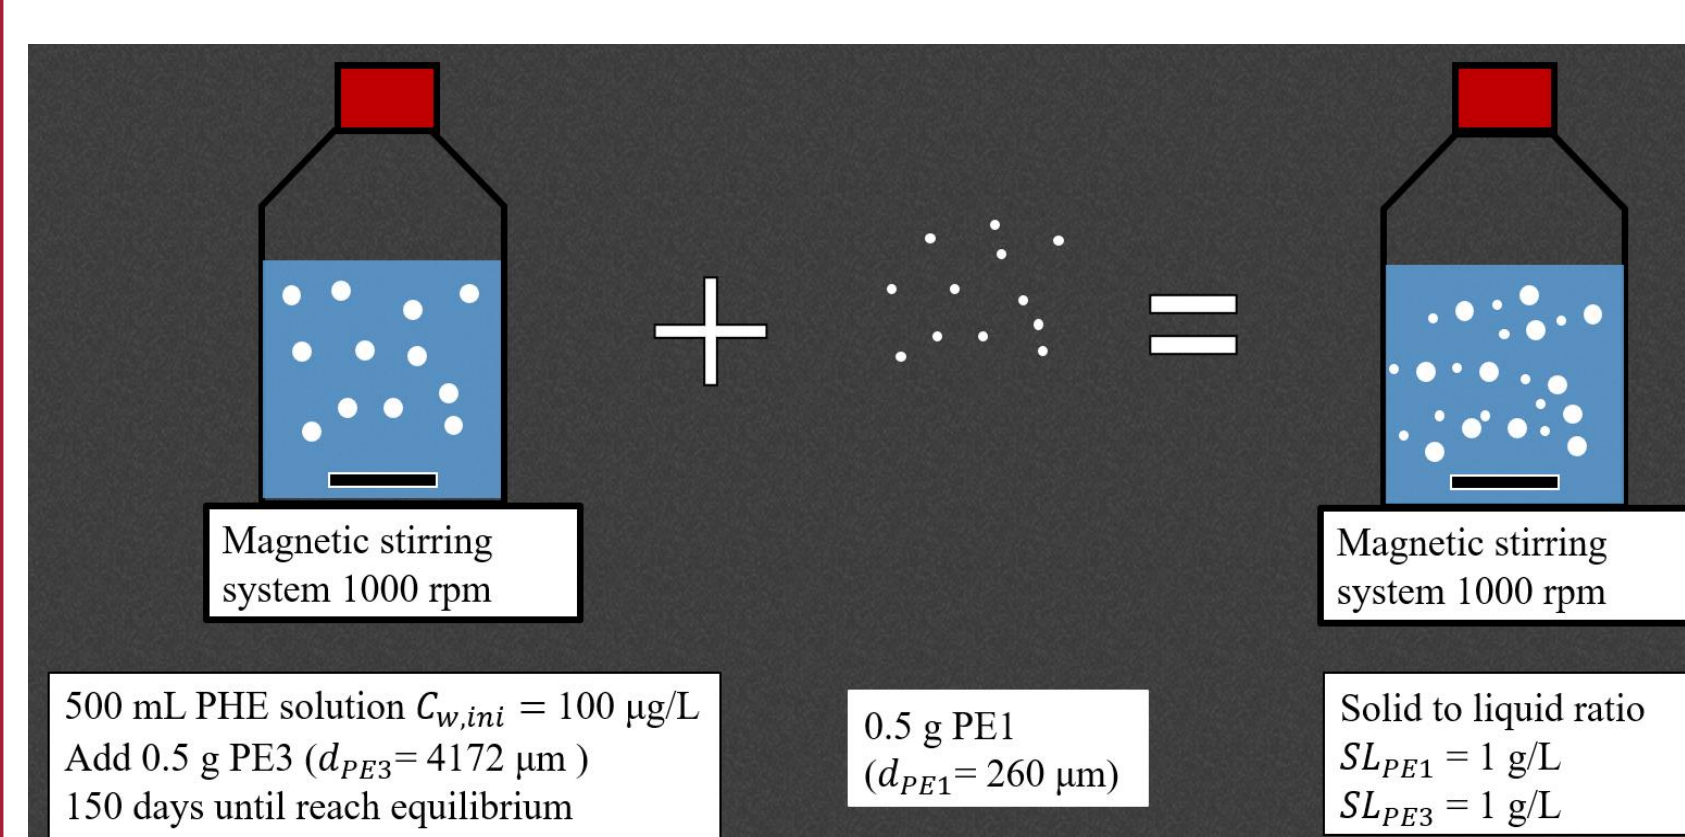 Magnetic stirring
system 1000 rpm
Magnetic stirring
system 1000 rpm
500 mL PHE solution C_{w,ini} = 100 μg/L
Add 0.5 g PE3 (d_{PE3}= 4172 μm )
150 days until reach equilibrium
0.5 g PE1
(d_{PE1}= 260 μm)
Solid to liquid ratio
SL_{PE1} = 1 g/L
SL_{PE3} = 1 g/L